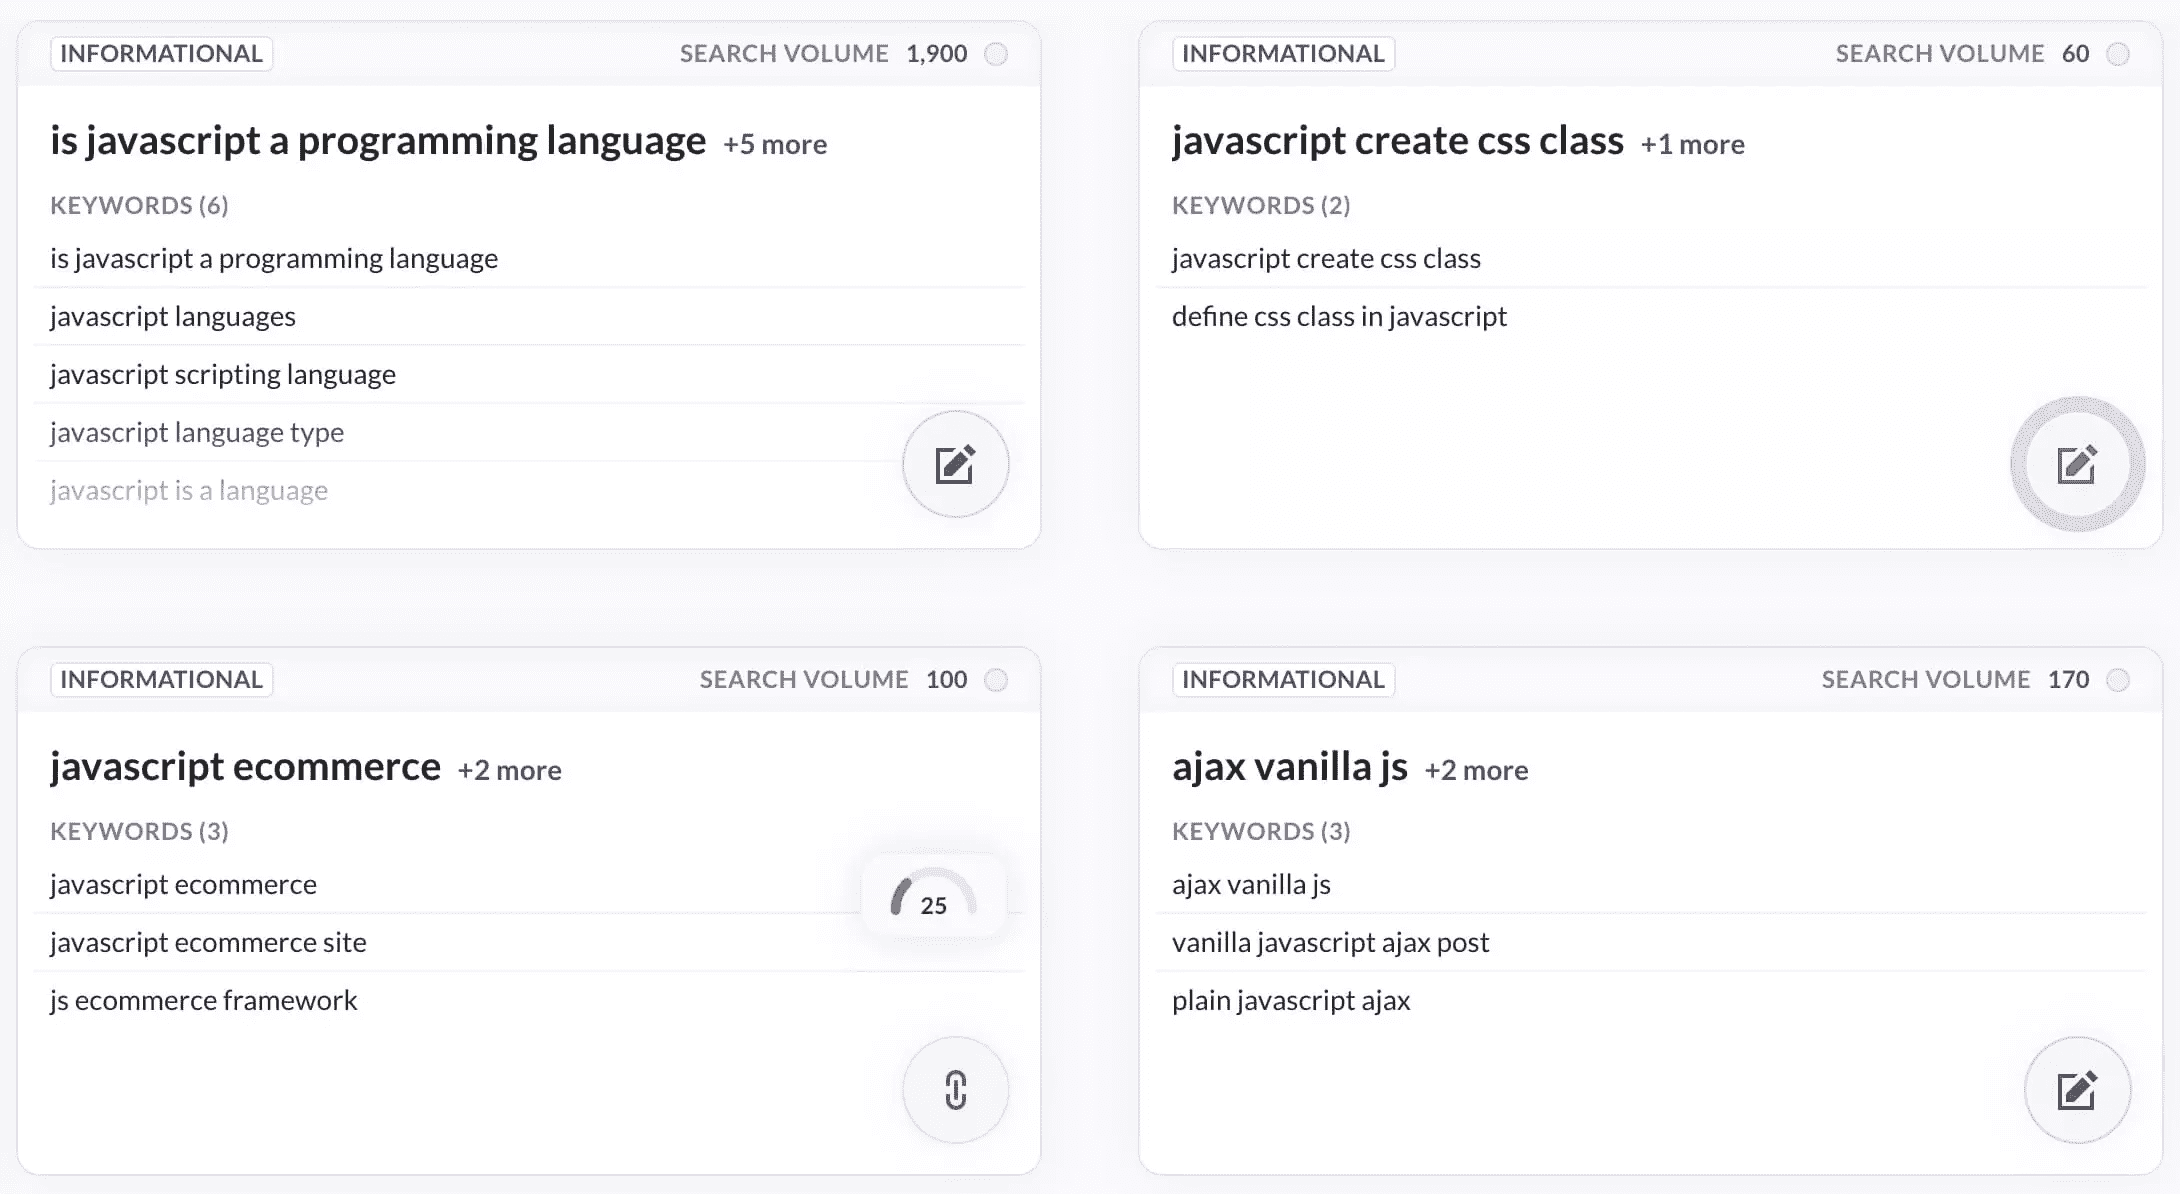 INFORMATIONAL SEARCH VOLUME 1,900
is javascript a programming language +5 more
KEYWORDS (6)
is javascript a programming language
javascript languages
javascript scripting language
javascript language type
javascript is a language
INFORMATIONAL SEARCH VOLUME 60
javascript create css class +1 more
KEYWORDS (2)
javascript create css class
define css class in javascript
INFORMATIONAL SEARCH VOLUME 100
javascript ecommerce +2 more
KEYWORDS (3)
javascript ecommerce
25
javascript ecommerce site
js ecommerce framework
INFORMATIONAL SEARCH VOLUME 170
ajax vanilla js +2 more
KEYWORDS (3)
ajax vanilla js
vanilla javascript ajax post
plain javascript ajax